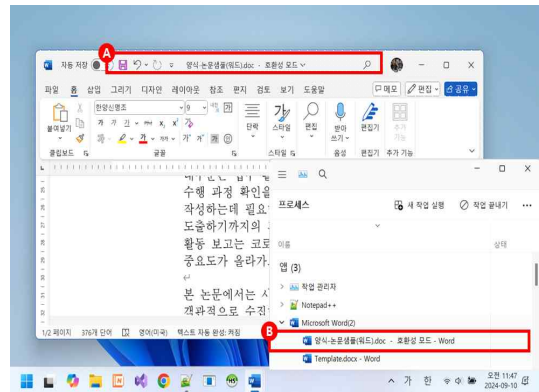 A
자동 저장 양식-논문샘플(워드).doc - 호환성 모드
파일 홈 삽입 그리기 디자인 레이아웃 참조 편지 검토 보기 도움말 메모 편집 공유
붙여넣기 한양신명조 9 단락 스타일 편집 받아쓰기 편집기 추가 기능
클립보드 글꼴 스타일 음성 편집기 추가 기능
수행 과정 확인을
작성하는데 필요
도출하기까지의
활동 보고는 코로
중요도가 올라가
본 논문에서는 시
객관적으로 수진
1/2 페이지 376개 단어 영어(미국) 텍스트 자동 완성: 켜짐
프로세스 새 작업 실행 작업 끝내기
이름 상태
앱 (3)
작업 관리자
Notepad++
Microsoft Word(2)
B
양식-논문샘플(워드).doc - 호환성 모드 - Word
Template.docx - Word
가 한 오전 11:47
2024-09-10